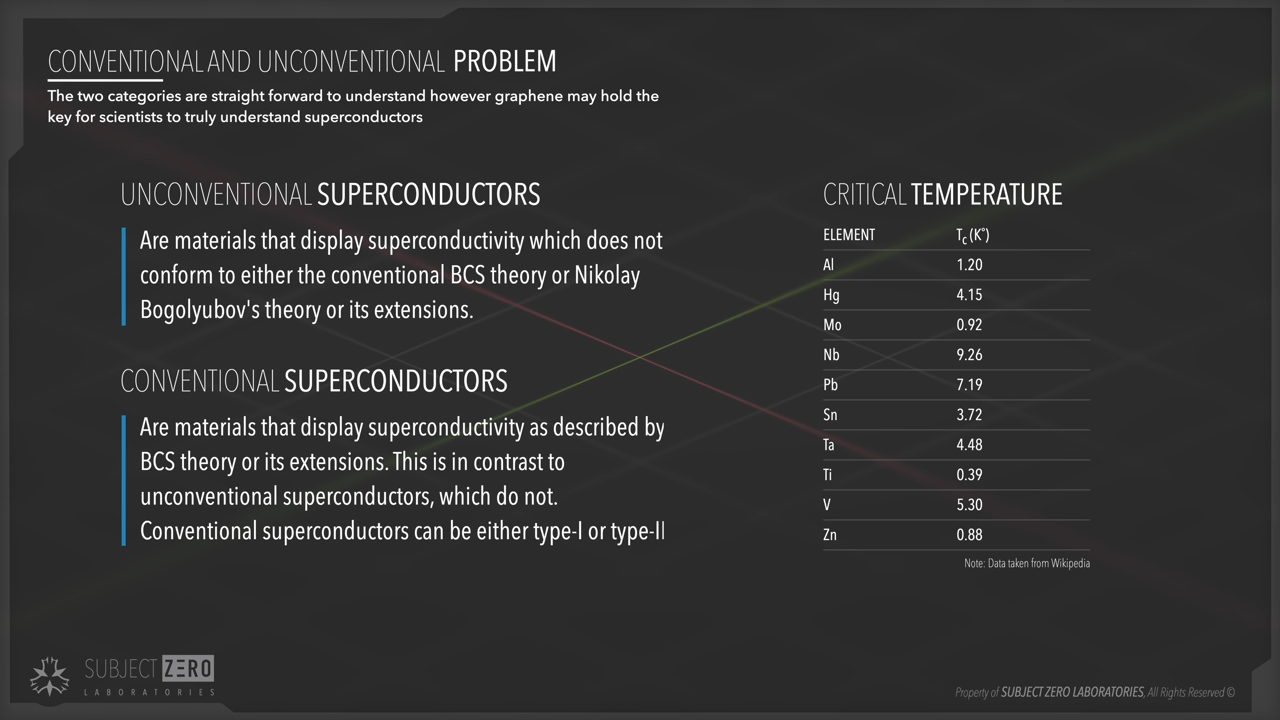 CONVENTIONAL AND UNCONVENTIONAL PROBLEM
The two categories are straight forward to understand however graphene may hold the
key for scientists to truly understand superconductors
UNCONVENTIONAL SUPERCONDUCTORS
Are materials that display superconductivity which does not
conform to either the conventional BCS theory or Nikolay
Bogolyubov's theory or its extensions.
CONVENTIONAL SUPERCONDUCTORS
Are materials that display superconductivity as described by
BCS theory or its extensions. This is in contrast to
unconventional superconductors, which do not.
Conventional superconductors can be either type-I or type-II
CRITICAL TEMPERATURE
ELEMENT Tc (K°)
Al 1.20
Hg 4.15
Mo 0.92
Nb 9.26
Pb 7.19
Sn 3.72
Ta 4.48
Ti 0.39
V 5.30
Zn 0.88
Note: Data taken from Wikipedia
SUBJECT ZERO
LABORATORIES
Property of SUBJECT ZERO LABORATORIES, All Rights Reserved ©